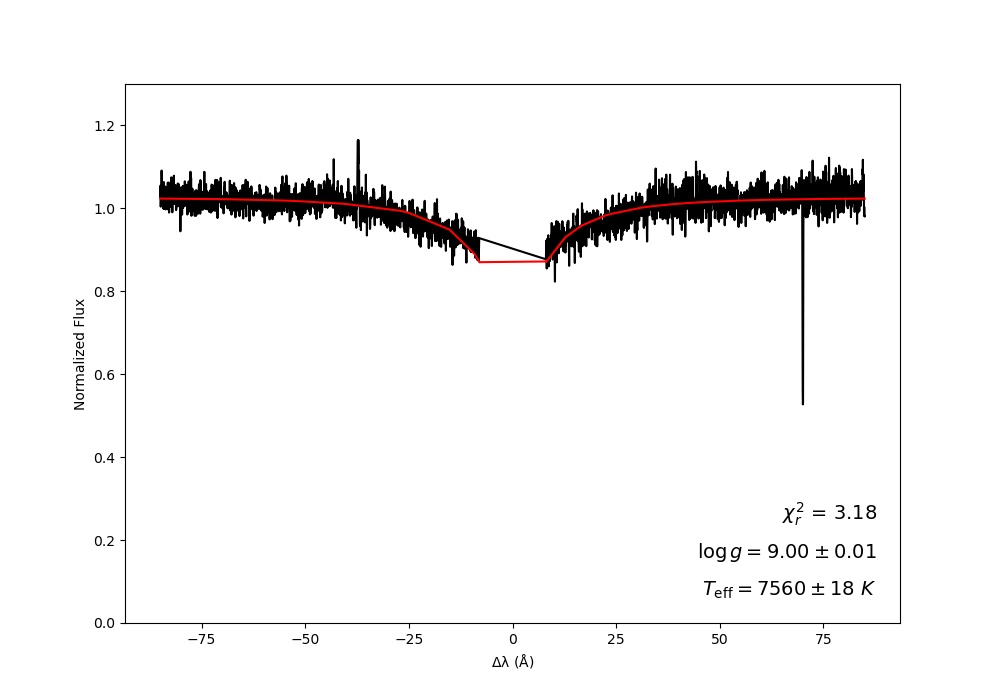 Normalized Flux
1.2
1.0
0.8
0.6
0.4
0.2
0.0
χ²ᵣ = 3.18
log g = 9.00 ± 0.01
T_eff = 7560 ± 18 K
−75 −50 −25 0 25 50 75
Δλ (Å)